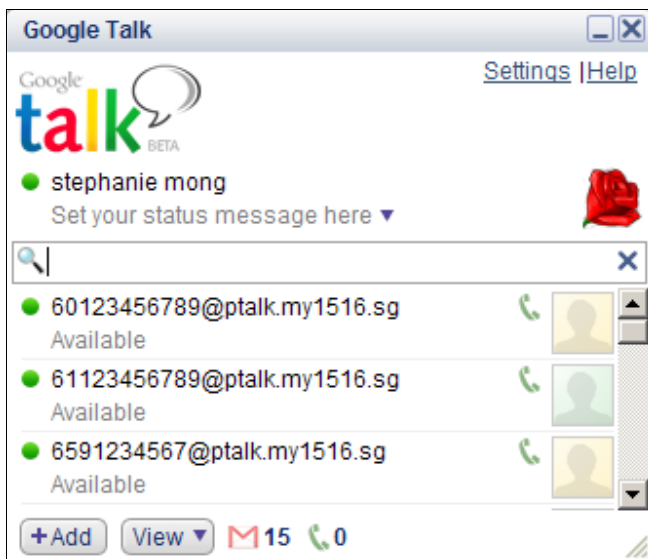 Google Talk
Settings |Help
Google
talk
BETA
stephanie mong
Set your status message here
60123456789@ptalk.my1516.sg
Available
61123456789@ptalk.my1516.sg
Available
6591234567@ptalk.my1516.sg
Available
+Add View 15 0